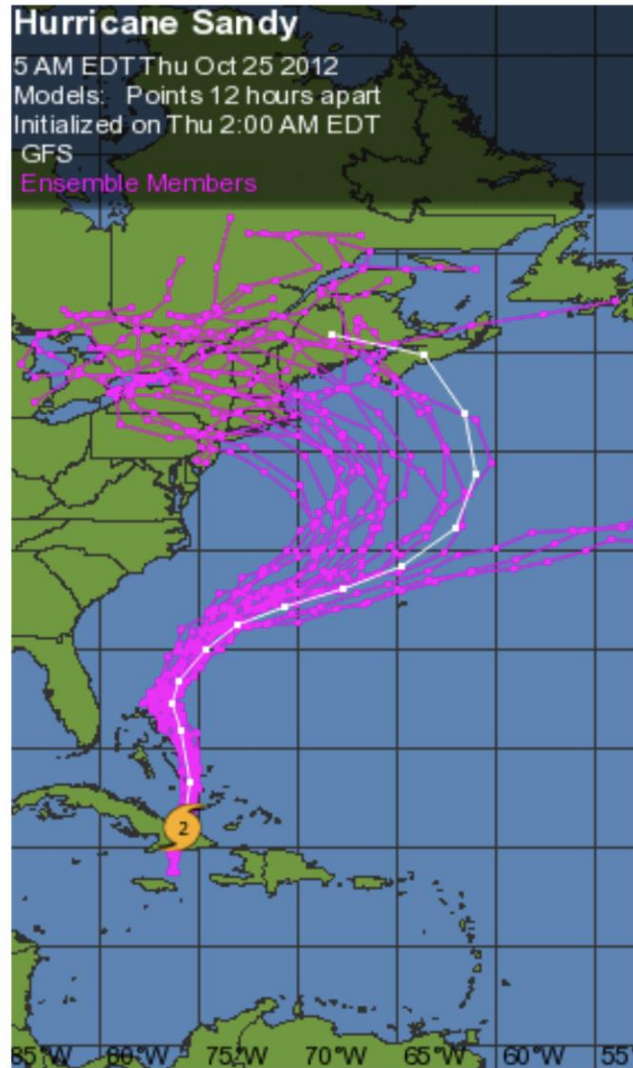 Hurricane Sandy
5 AM EDT Thu Oct 25 2012
Models: Points 12 hours apart
Initialized on Thu 2:00 AM EDT
GFS
Ensemble Members
2
85°W 80°W 75°W 70°W 65°W 60°W 55°W